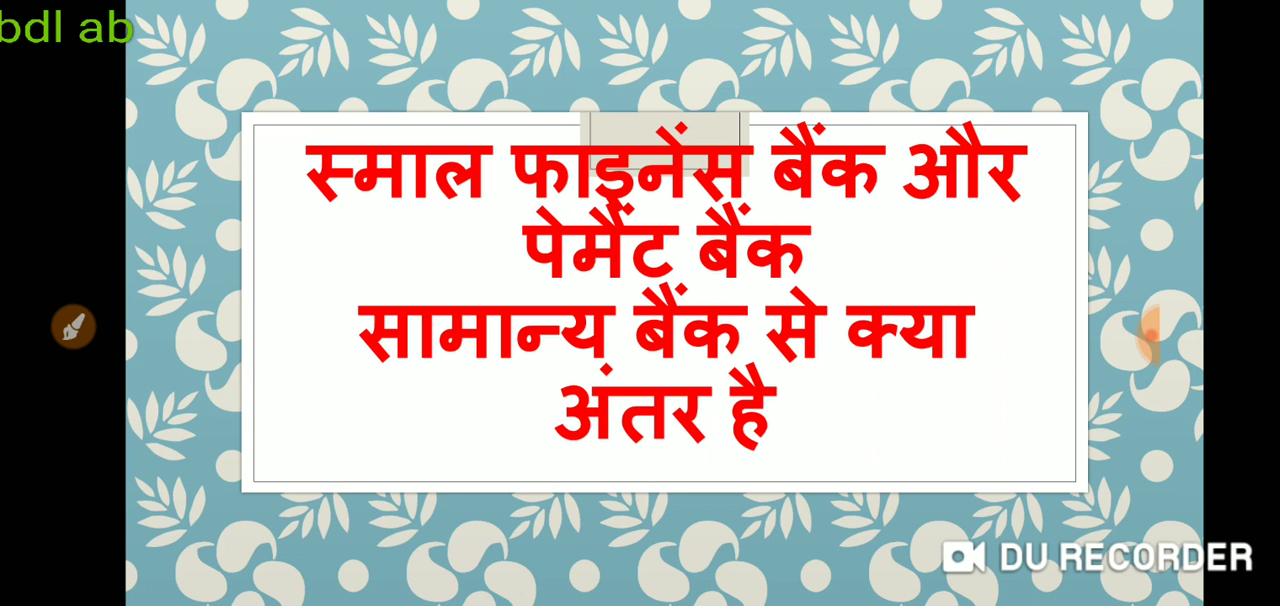 bdl ab
स्माल फाइनेंस बैंक और
पेमैंट बैंक
सामान्य बैंक से क्या
अंतर है
DU RECORDER